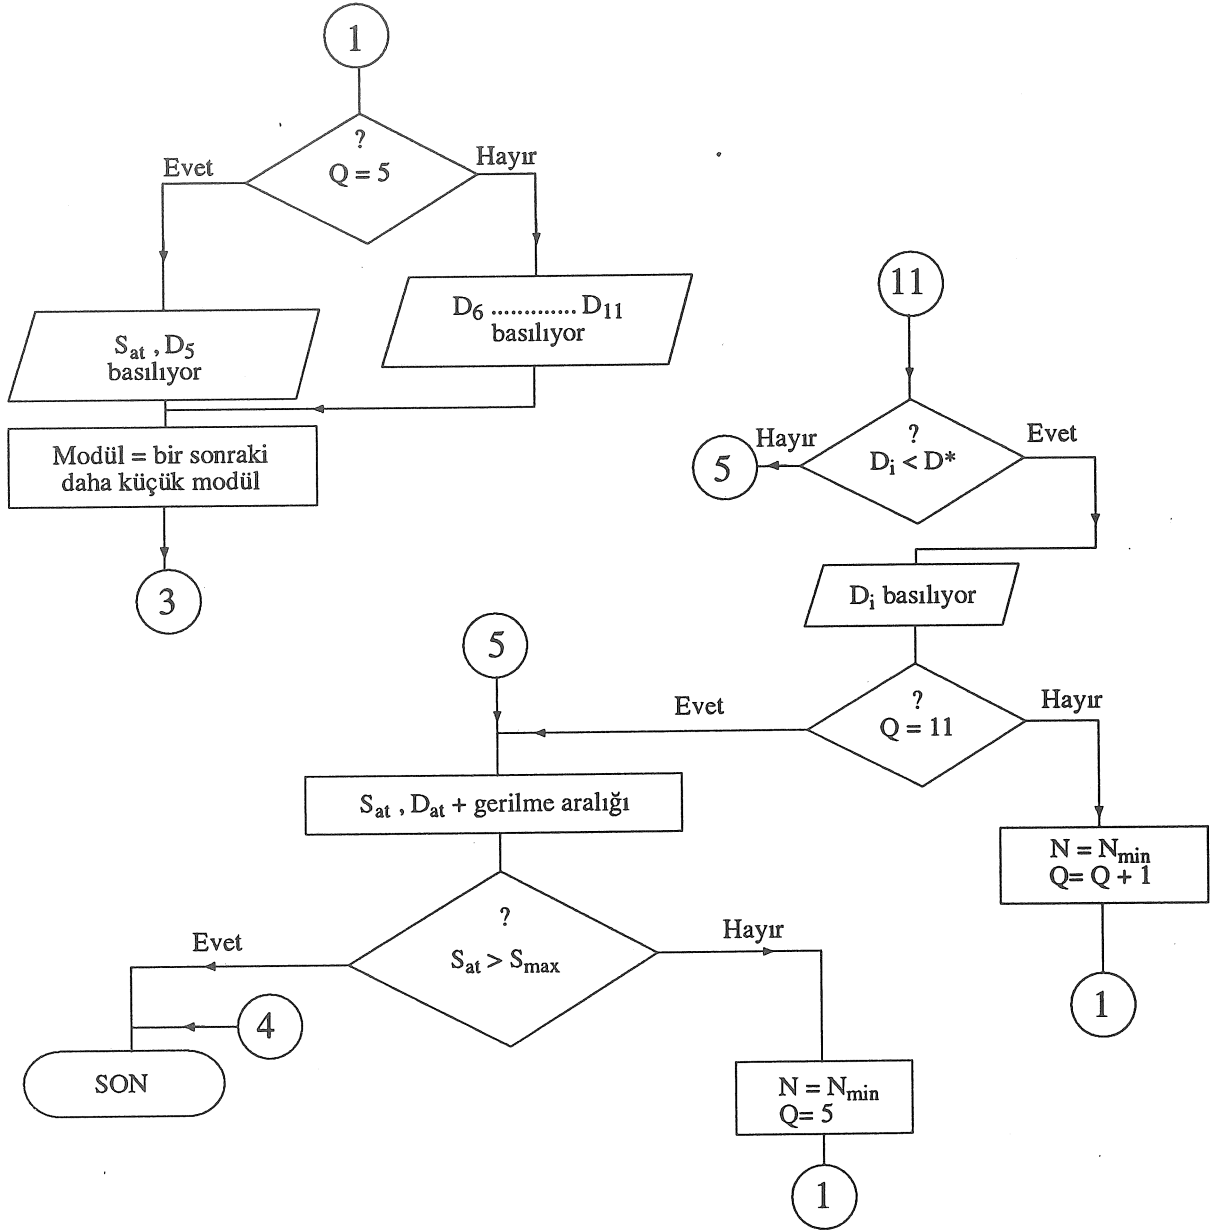 1
?
Q = 5
Evet
Hayır
S_at , D_5
basılıyor
D_6 ............. D_11
basılıyor
Modül = bir sonraki
daha küçük modül
3
11
?
D_i < D*
Hayır
Evet
5
D_i basılıyor
?
Q = 11
Evet
Hayır
5
S_at , D_at + gerilme aralığı
N = N_min
Q= Q + 1
1
?
S_at > S_max
Evet
Hayır
4
SON
N = N_min
Q= 5
1